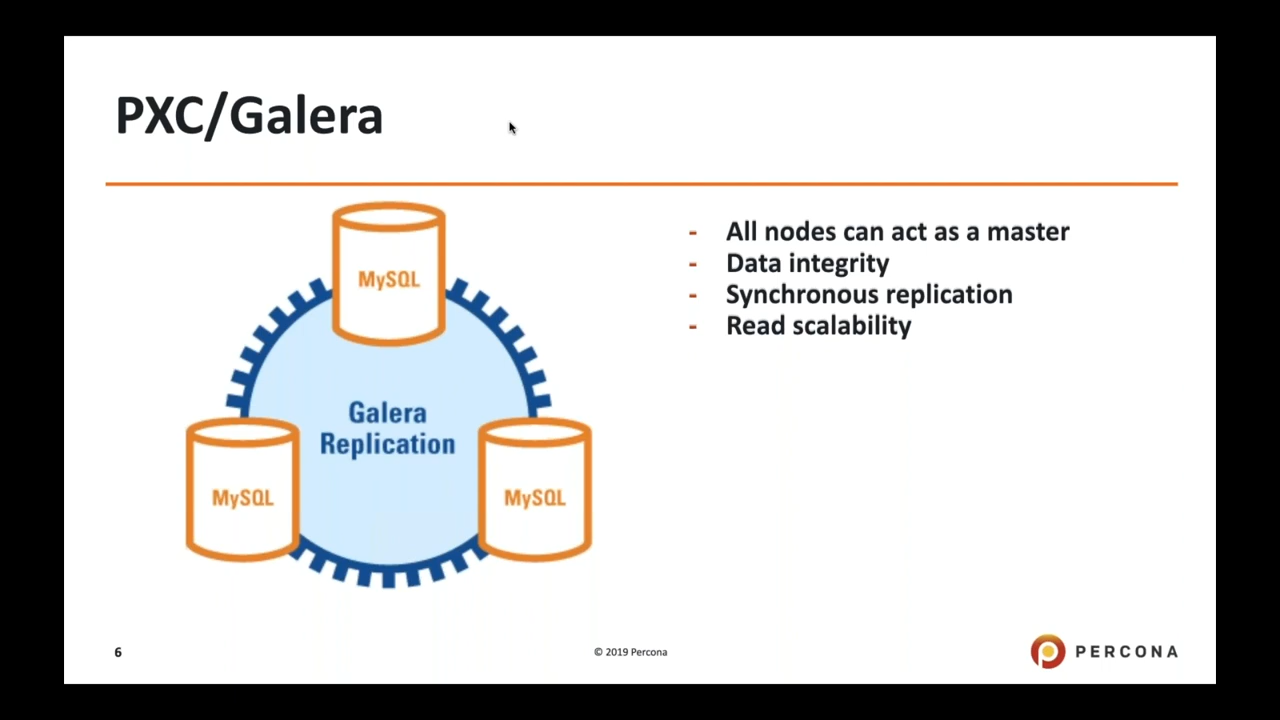 PXC/Galera
MySQL
Galera
Replication
MySQL
MySQL
- All nodes can act as a master
- Data integrity
- Synchronous replication
- Read scalability
6
© 2019 Percona
PERCONA